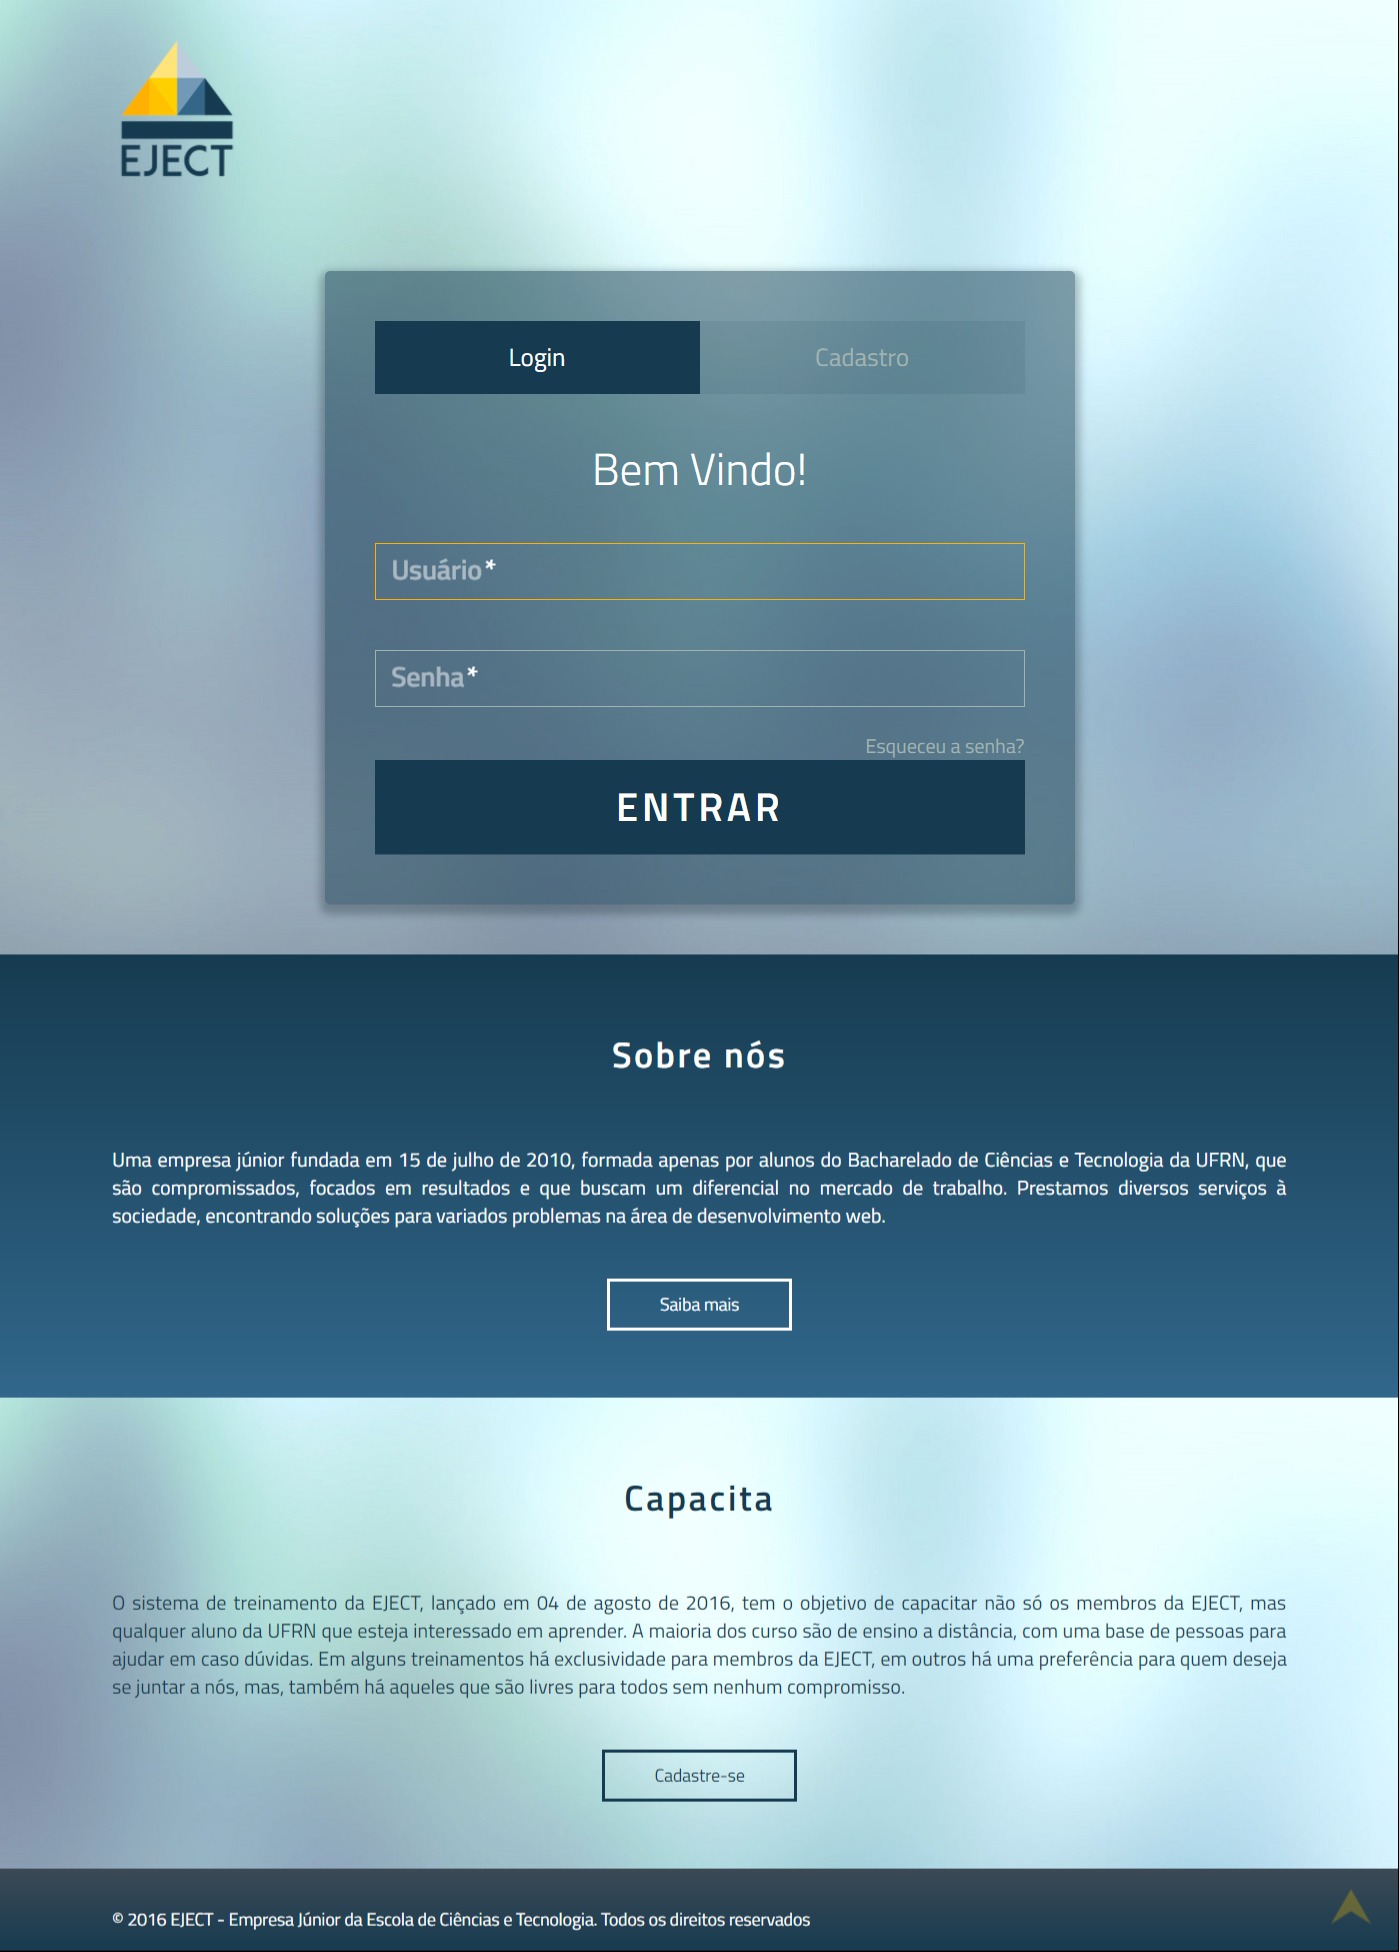 EJECT
Login
Cadastro
Bem Vindo!
Usuário*
Senha*
Esqueceu a senha?
ENTRAR
Sobre nós
Uma empresa júnior fundada em 15 de julho de 2010, formada apenas por alunos do Bacharelado de Ciências e Tecnologia da UFRN, que
são compromissados, focados em resultados e que buscam um diferencial no mercado de trabalho. Prestamos diversos serviços à
sociedade, encontrando soluções para variados problemas na área de desenvolvimento web.
Saiba mais
Capacita
O sistema de treinamento da EJECT, lançado em 04 de agosto de 2016, tem o objetivo de capacitar não só os membros da EJECT, mas
qualquer aluno da UFRN que esteja interessado em aprender. A maioria dos curso são de ensino a distância, com uma base de pessoas para
ajudar em caso dúvidas. Em alguns treinamentos há exclusividade para membros da EJECT, em outros há uma preferência para quem deseja
se juntar a nós, mas, também há aqueles que são livres para todos sem nenhum compromisso.
Cadastre-se
© 2016 EJECT - Empresa Júnior da Escola de Ciências e Tecnologia. Todos os direitos reservados